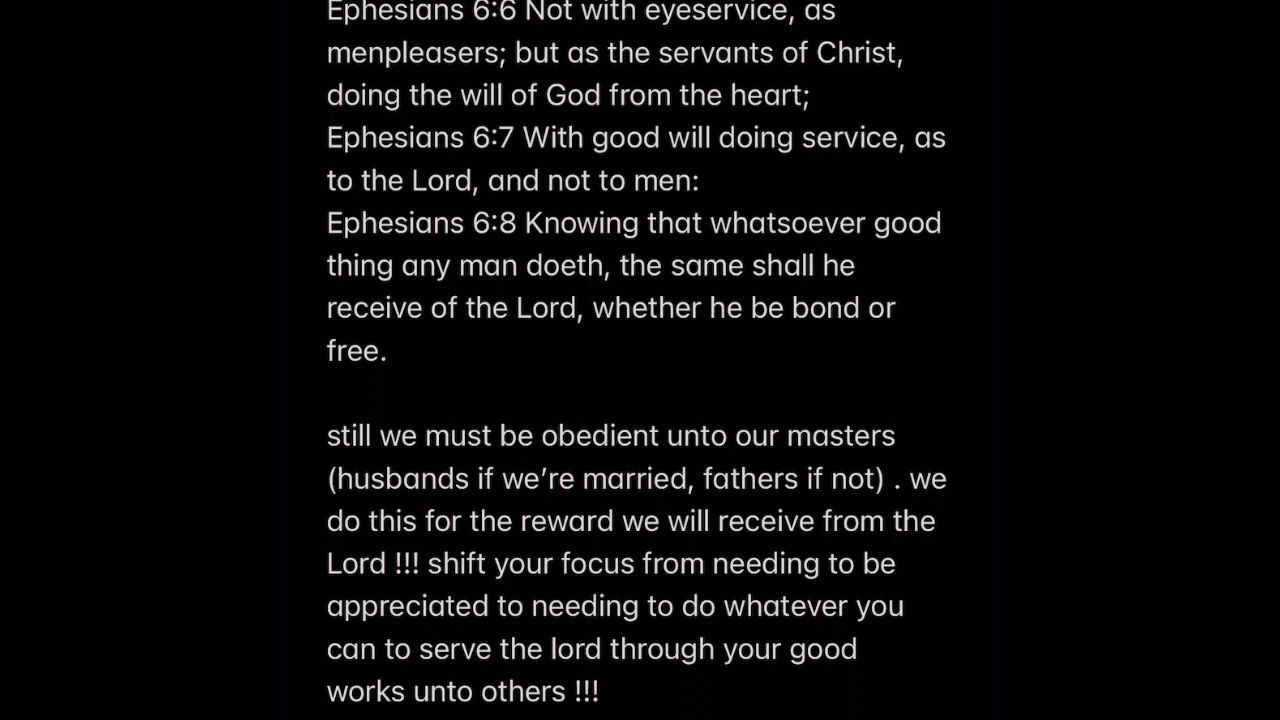 Ephesians 6:6 Not with eyeservice, as
menpleasers; but as the servants of Christ,
doing the will of God from the heart;
Ephesians 6:7 With good will doing service, as
to the Lord, and not to men:
Ephesians 6:8 Knowing that whatsoever good
thing any man doeth, the same shall he
receive of the Lord, whether he be bond or
free.
still we must be obedient unto our masters
(husbands if we’re married, fathers if not) . we
do this for the reward we will receive from the
Lord !!! shift your focus from needing to be
appreciated to needing to do whatever you
can to serve the lord through your good
works unto others !!!